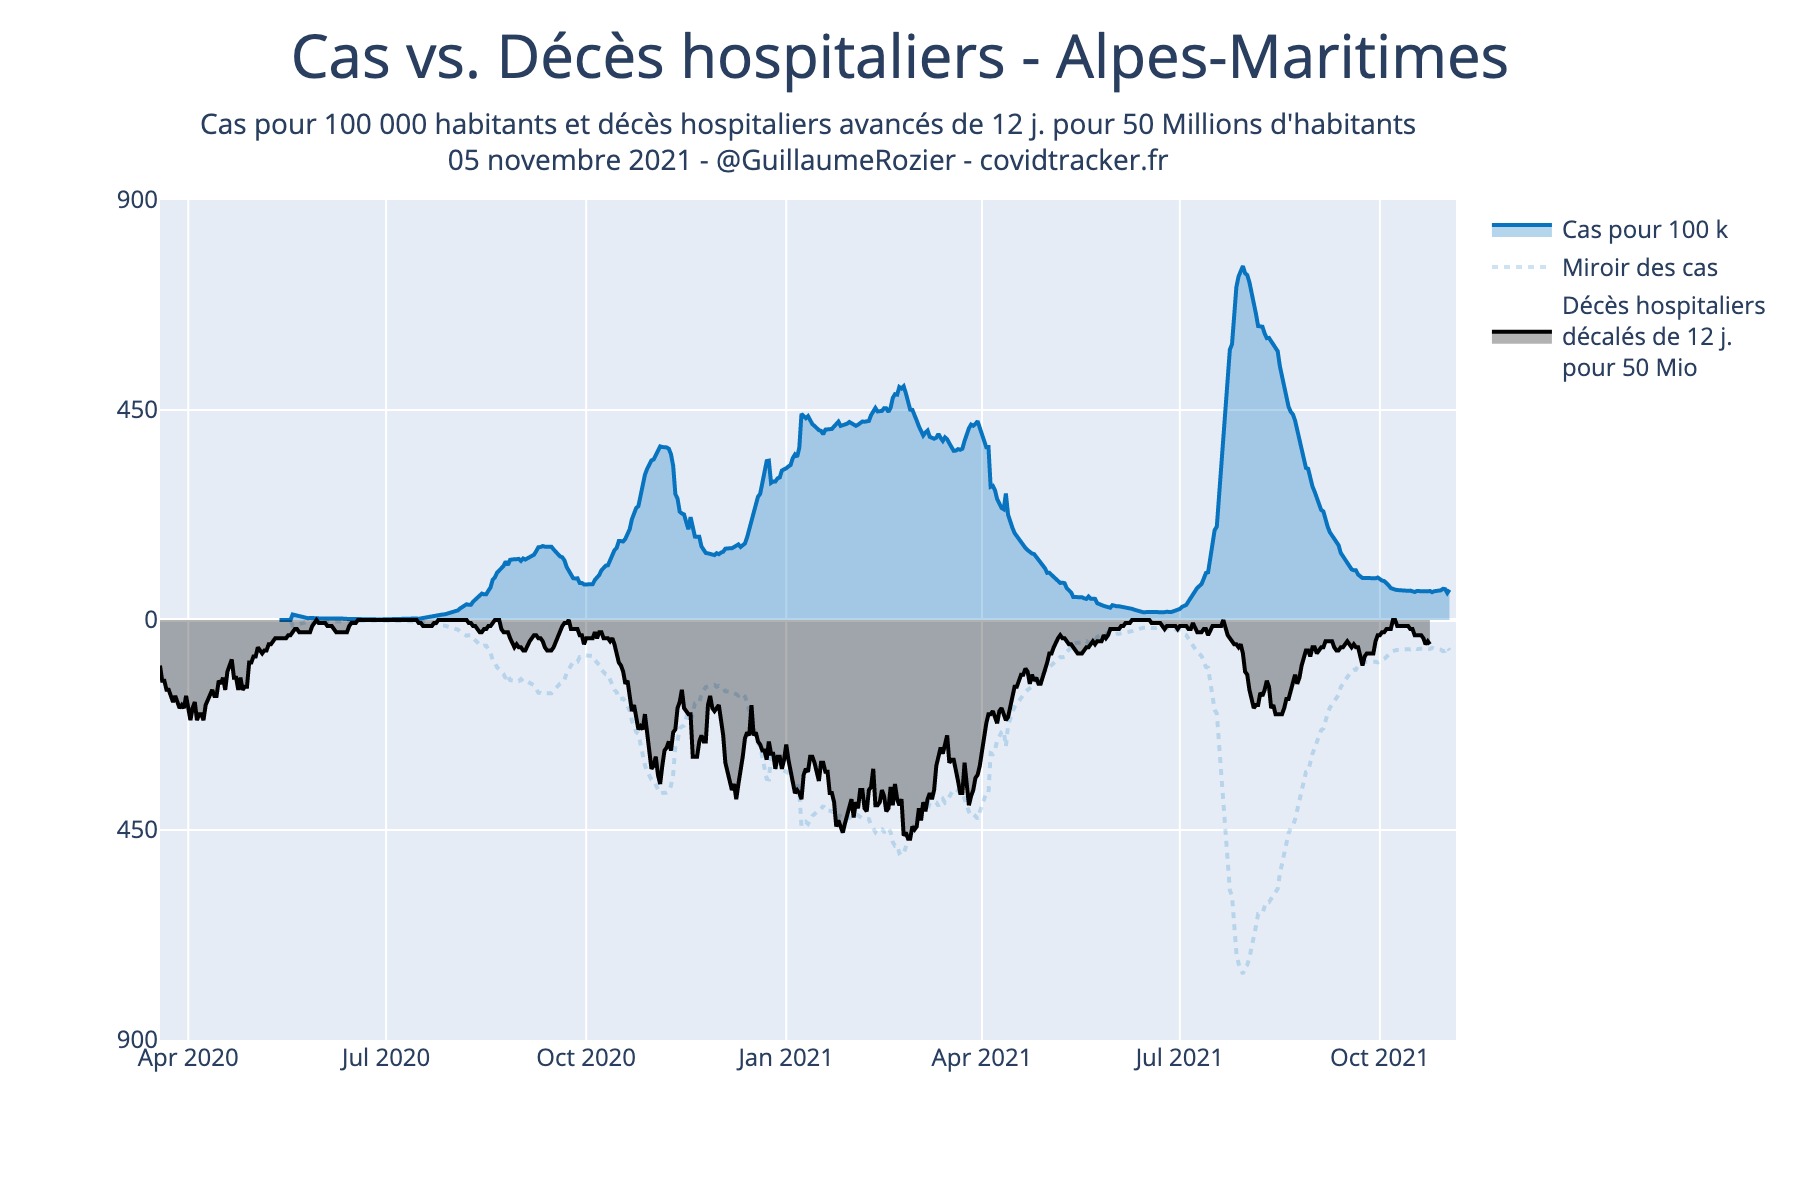 Cas vs. Décès hospitaliers - Alpes-Maritimes
Cas pour 100 000 habitants et décès hospitaliers avancés de 12 j. pour 50 Millions d'habitants
05 novembre 2021 - @GuillaumeRozier - covidtracker.fr
900
450
0
450
900
Apr 2020
Jul 2020
Oct 2020
Jan 2021
Apr 2021
Jul 2021
Oct 2021
Cas pour 100 k
Miroir des cas
Décès hospitaliers
décalés de 12 j.
pour 50 Mio